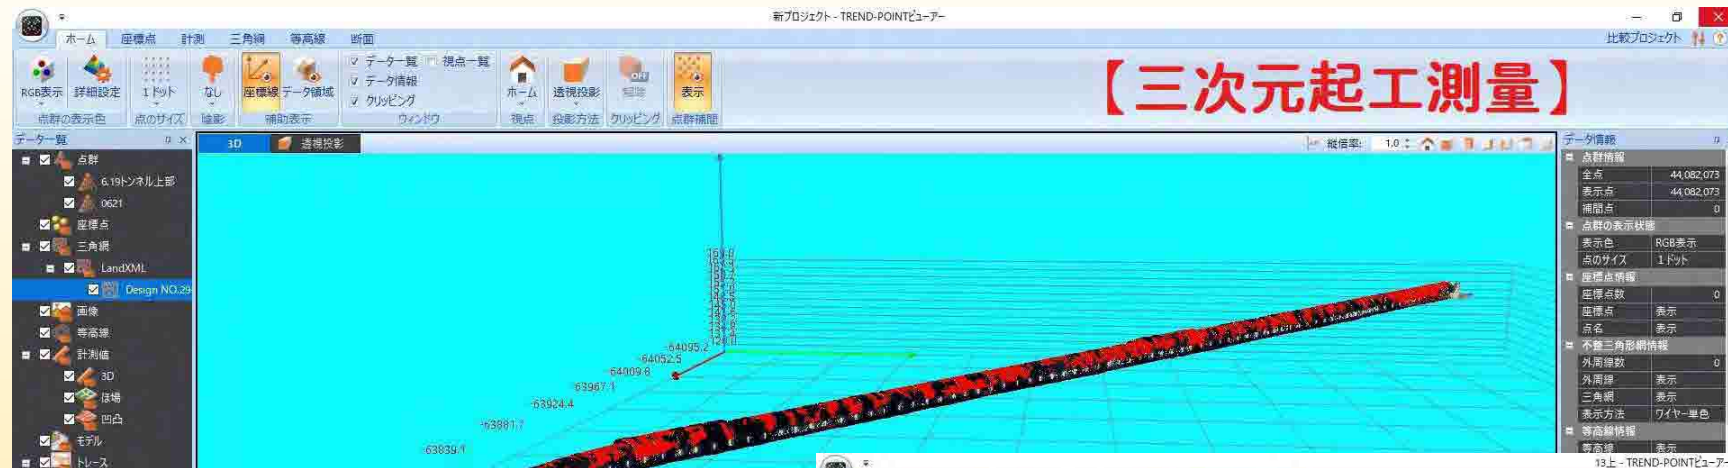 新プロジェクト - TREND-POINTビューアー
ホーム 座標点 計測 三角網 等高線 断面
比較プロジェクト
データ一覧 視点一覧
データ情報
クリッピング
RGB表示 詳細設定 1ドット なし 座標線 データ領域 ホーム 透視投影 解除 表示
点群の表示色 点のサイズ 陰影 補助表示 ウィンドウ 視点 投影方法 クリッピング 点群補間
【三次元起工測量】
データ一覧
点群
6.19トンネル上部
0621
座標点
三角網
LandXML
Design NO.29
画像
等高線
計測値
3D
ほ場
凹凸
モデル
トレース
3D 透視投影
縦倍率: 1.0
-64095.2
-64052.5
-64009.8
-63967.1
-63924.4
-63881.7
-63839.1
データ情報
点群情報
全点 44,082,073
表示点 44,082,073
補間点 0
点群の表示状態
表示色 RGB表示
点のサイズ 1ドット
座標点情報
座標点数 0
座標点 表示
点名 表示
不整三角形網情報
外周線数 0
外周線 表示
三角網 表示
表示方法 ワイヤー単色
等高線情報
等高線 表示
13上 - TREND-POINTビューアー